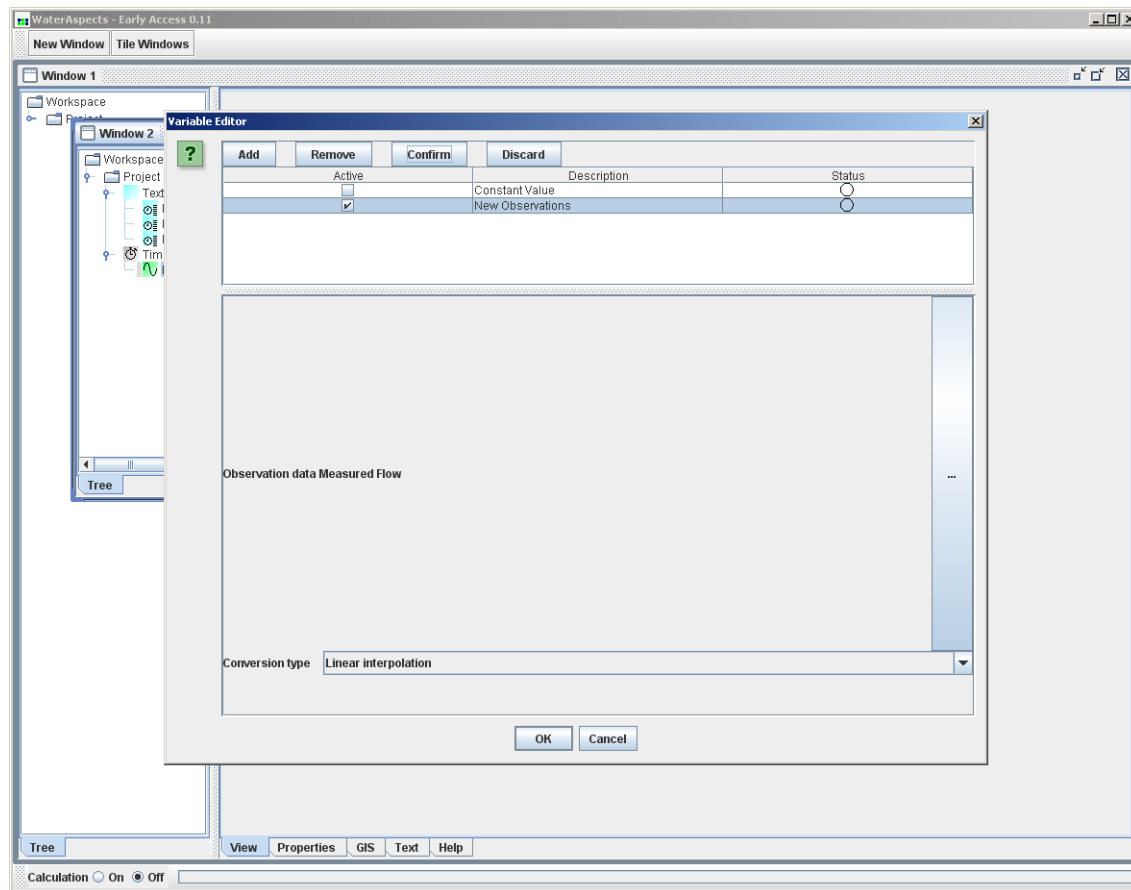 WaterAspects - Early Access 0.11
New Window Tile Windows
Window 1
Workspace
Window 2
Workspace
Project
Text
Tim
Variable Editor
?
Add Remove Confirm Discard
Active Description Status
Constant Value
New Observations
Observation data Measured Flow
...
Conversion type Linear interpolation
OK Cancel
Tree
Tree
View Properties GIS Text Help
Calculation On Off